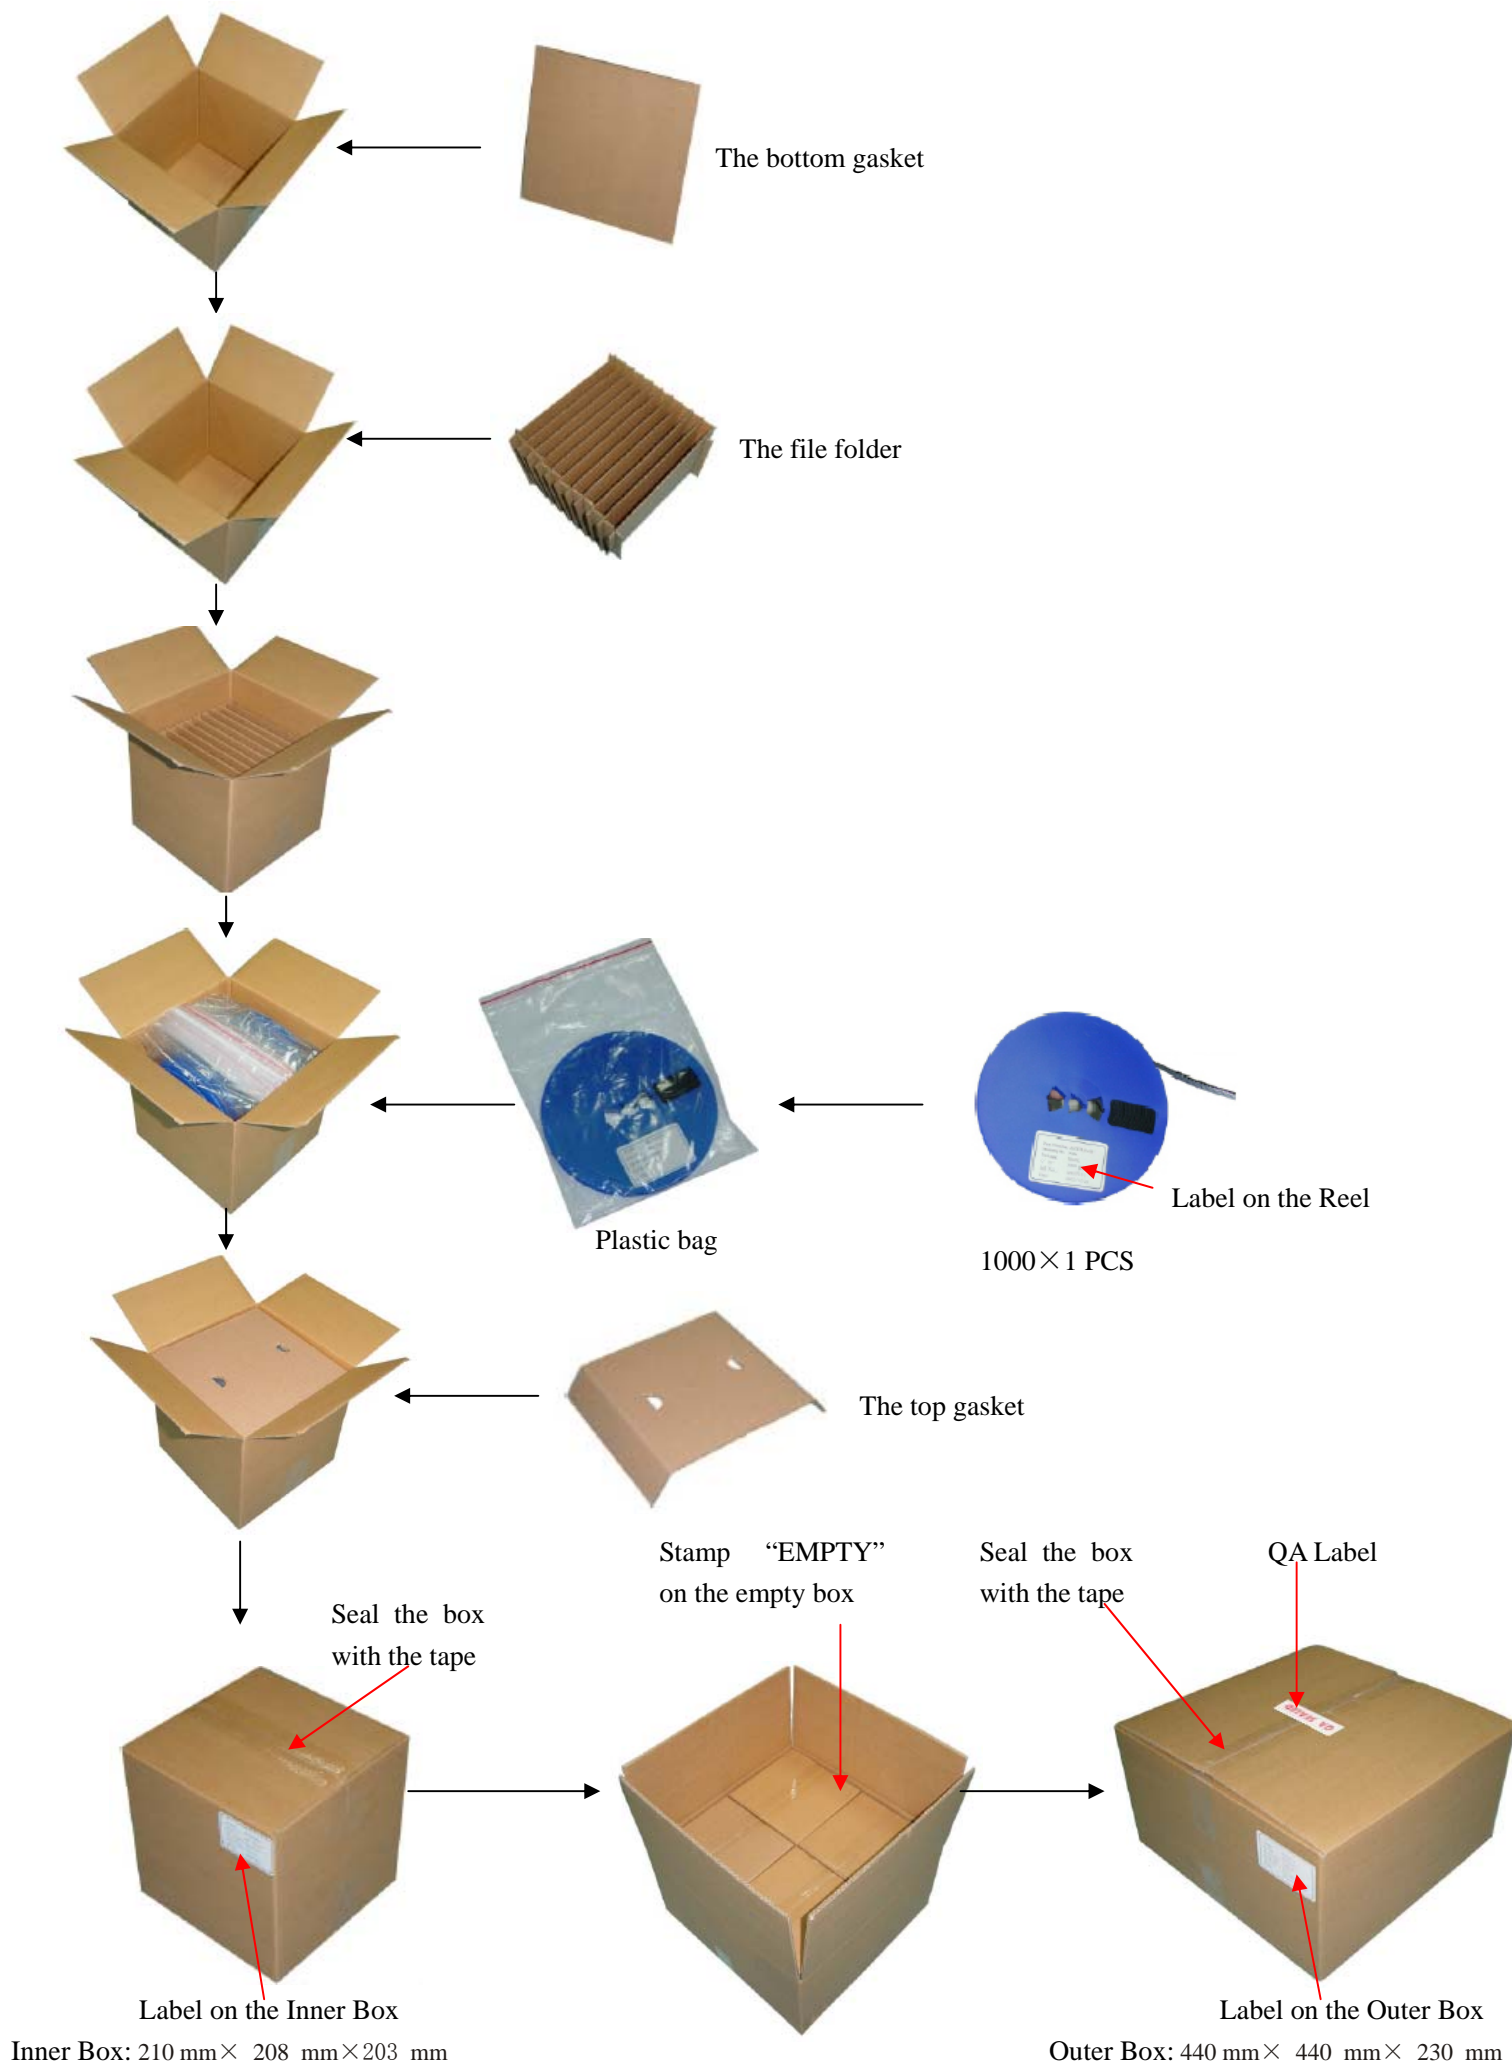 The bottom gasket
The file folder
Label on the Reel
Plastic bag
1000×1 PCS
The top gasket
Stamp “EMPTY”
on the empty box
Seal the box
with the tape
QA Label
Seal the box
with the tape
Label on the Inner Box
Label on the Outer Box
Inner Box: 210 mm× 208 mm×203 mm
Outer Box: 440 mm× 440 mm× 230 mm